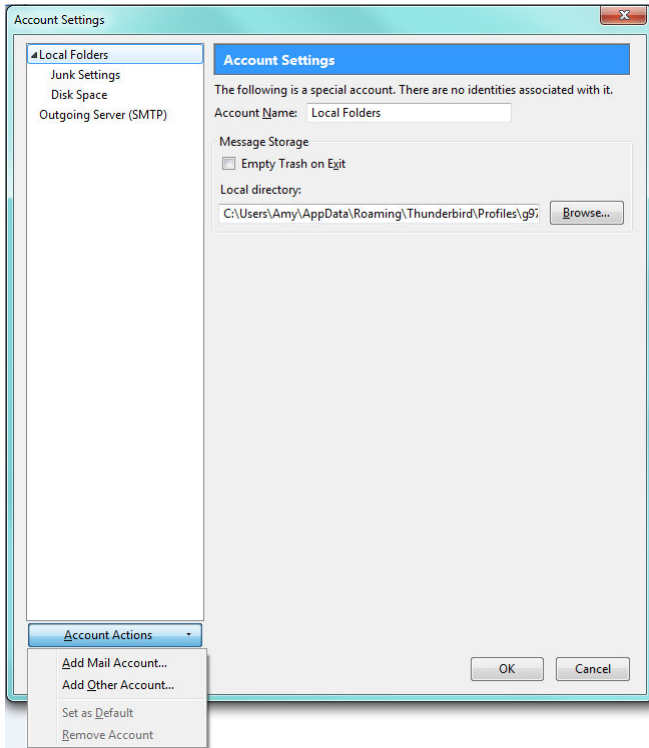 Account Settings
Local Folders
Junk Settings
Disk Space
Outgoing Server (SMTP)
Account Settings
The following is a special account. There are no identities associated with it.
Account Name: Local Folders
Message Storage
Empty Trash on Exit
Local directory:
C:\Users\Amy\AppData\Roaming\Thunderbird\Profiles\g97 Browse...
Account Actions
Add Mail Account...
Add Other Account...
Set as Default
Remove Account
OK Cancel